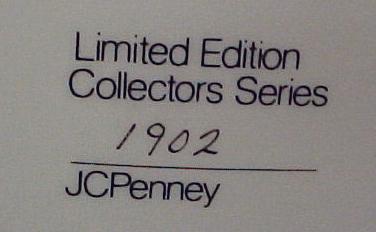 Limited Edition
Collectors Series
1902
JCPenney